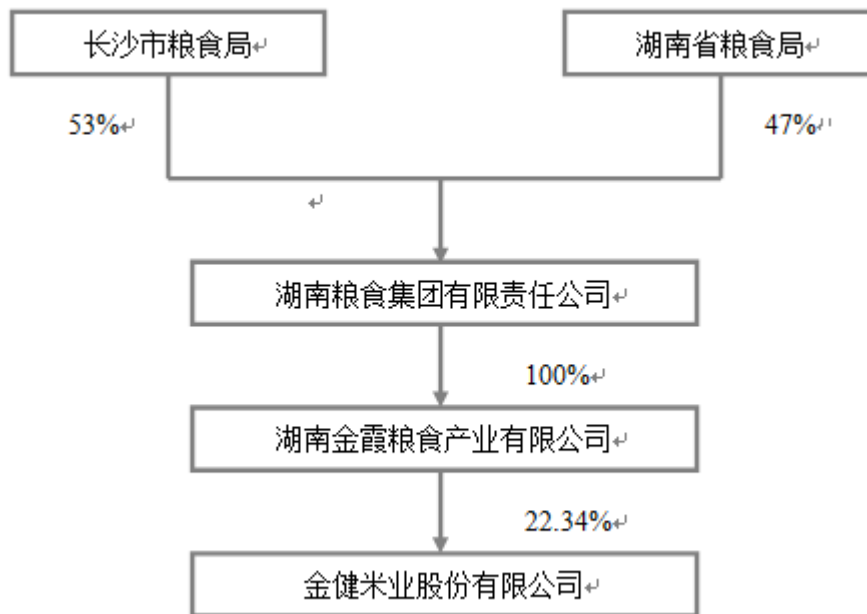 长沙市粮食局
湖南省粮食局
53%
47%
湖南粮食集团有限责任公司
100%
湖南金霞粮食产业有限公司
22.34%
金健米业股份有限公司